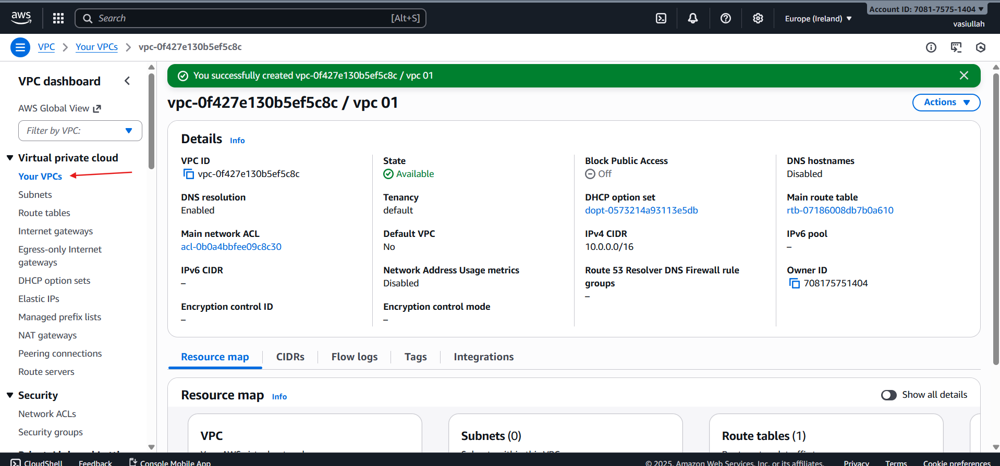 aws
Search
[Alt+S]
Europe (Ireland)
Account ID: 7081-7575-1404
vasiullah
VPC
Your VPCs
vpc-0f427e130b5ef5c8c
VPC dashboard
AWS Global View
Filter by VPC:
Virtual private cloud
Your VPCs
Subnets
Route tables
Internet gateways
Egress-only Internet
gateways
DHCP option sets
Elastic IPs
Managed prefix lists
NAT gateways
Peering connections
Route servers
Security
Network ACLs
Security groups
You successfully created vpc-0f427e130b5ef5c8c / vpc 01
vpc-0f427e130b5ef5c8c / vpc 01
Actions
Details Info
VPC ID
vpc-0f427e130b5ef5c8c
State
Available
Block Public Access
Off
DNS hostnames
Disabled
DNS resolution
Enabled
Tenancy
default
DHCP option set
dopt-0573214a93113e5db
Main route table
rtb-07186008db7b0a610
Main network ACL
acl-0b0a4bbfee09c8c30
Default VPC
No
IPv4 CIDR
10.0.0.0/16
IPv6 pool
–
IPv6 CIDR
–
Network Address Usage metrics
Disabled
Route 53 Resolver DNS Firewall rule
groups
–
Owner ID
708175751404
Encryption control ID
–
Encryption control mode
–
Resource map
CIDRs
Flow logs
Tags
Integrations
Resource map Info
Show all details
VPC
Subnets (0)
Route tables (1)
CloudShell
Feedback
Console Mobile App
© 2025, Amazon Web Services, Inc. or its affiliates.
Privacy
Terms
Cookie preferences